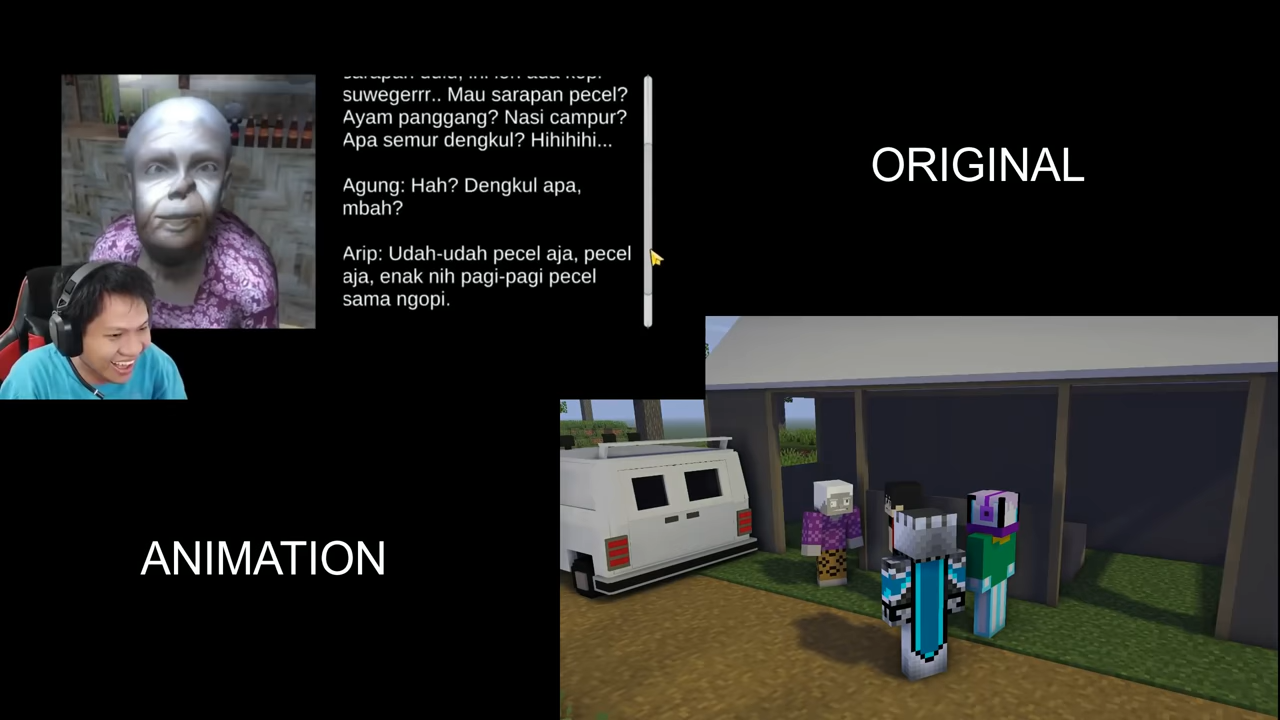 suwegerrr.. Mau sarapan pecel?
Ayam panggang? Nasi campur?
Apa semur dengkul? Hihihihi...
Agung: Hah? Dengkul apa,
mbah?
Arip: Udah-udah pecel aja, pecel
aja, enak nih pagi-pagi pecel
sama ngopi.
ORIGINAL
ANIMATION